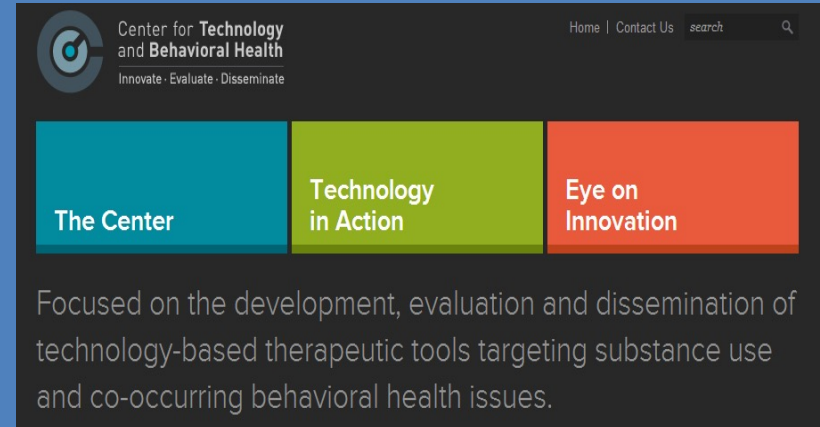 Center for Technology
and Behavioral Health
Innovate · Evaluate · Disseminate
Home | Contact Us search
The Center
Technology
in Action
Eye on
Innovation
Focused on the development, evaluation and dissemination of
technology-based therapeutic tools targeting substance use
and co-occurring behavioral health issues.